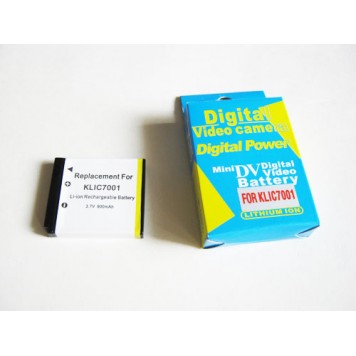 Replacement For
KLIC7001
Li-ion Rechargeable Battery
3.7V
Digital
Video camera
Digital Power
Mini DV Digital Video
Battery
FOR KLIC7001
LITHIUM ION